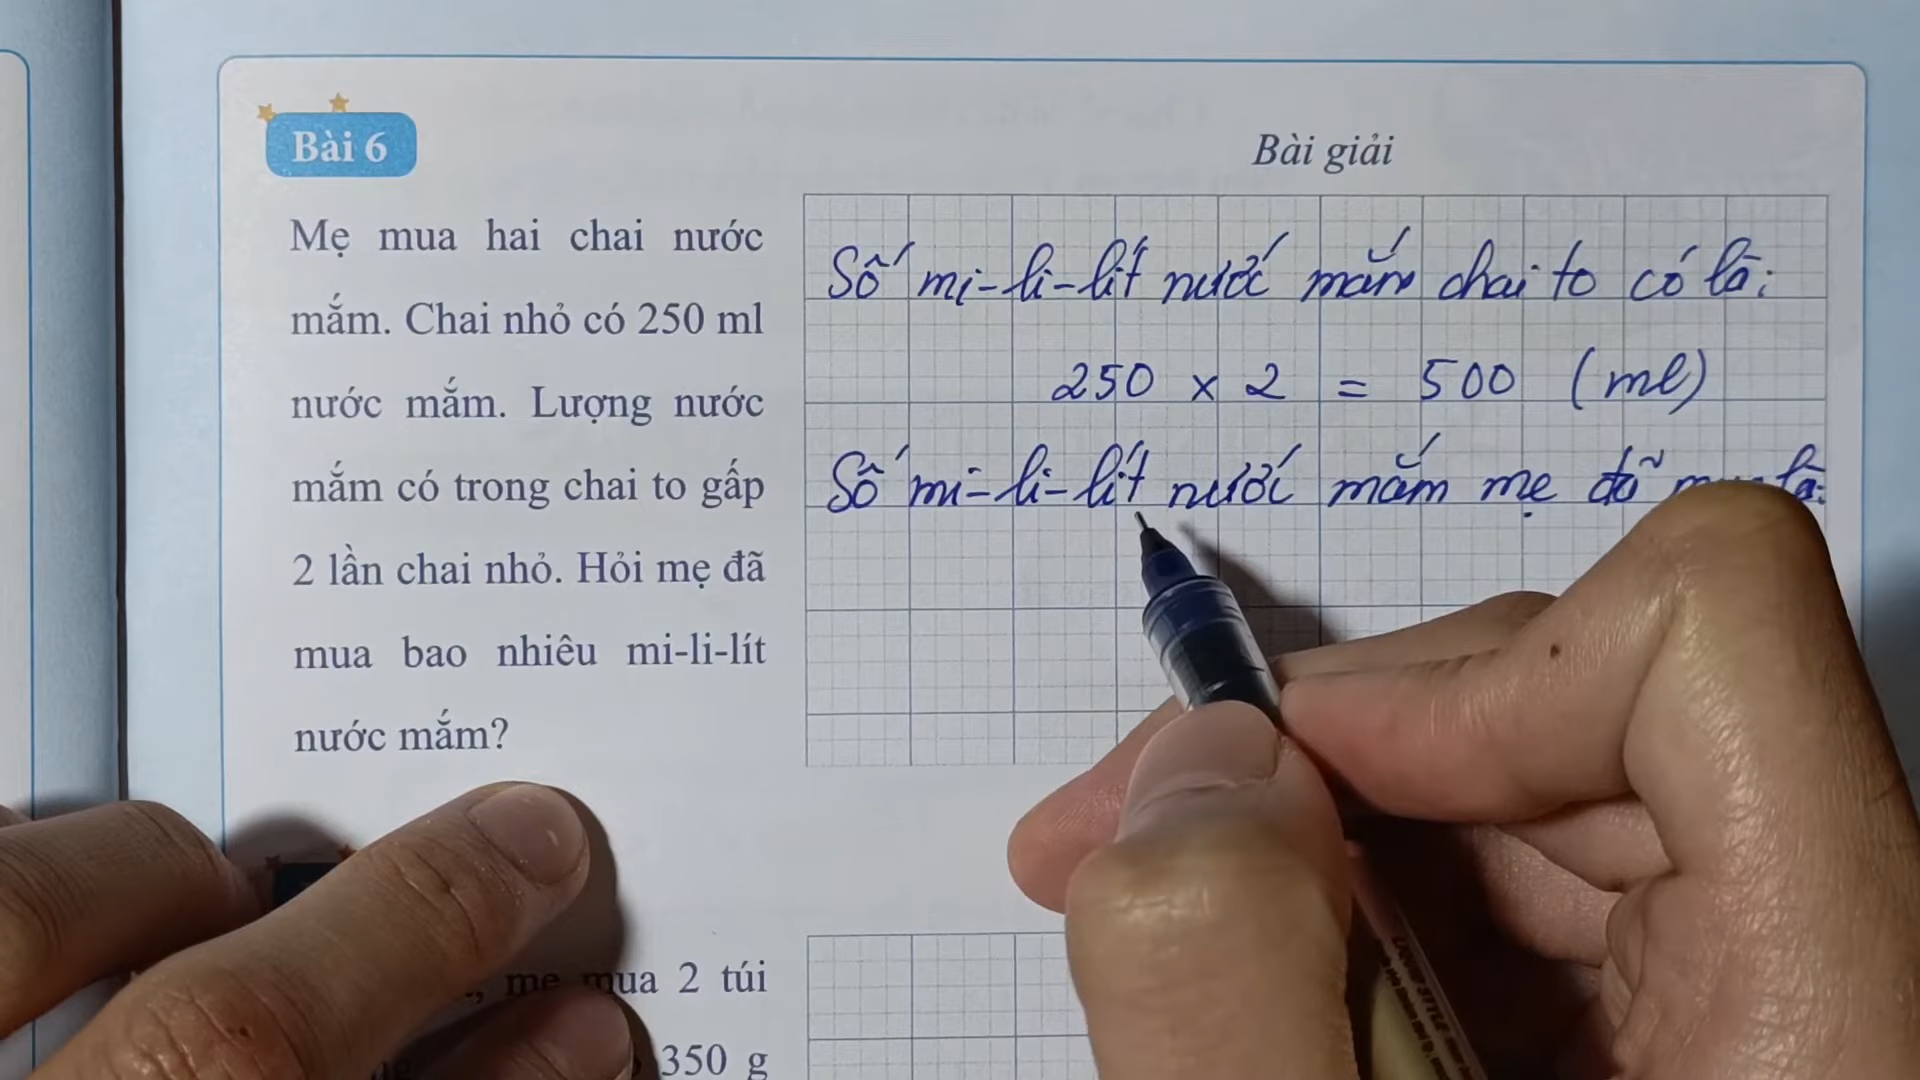 Bài 6
Mẹ mua hai chai nước
mắm. Chai nhỏ có 250 ml
nước mắm. Lượng nước
mắm có trong chai to gấp
2 lần chai nhỏ. Hỏi mẹ đã
mua bao nhiêu mi-li-lít
nước mắm?
Bài giải
Số mi-li-lít nước mắm chai to có là:
250 x 2 = 500 (ml)
Số mi-li-lít nước mắm mẹ đã mua là:
, mẹ mua 2 túi
350 g